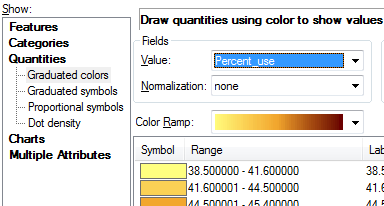 Show:
Features
Categories
Quantities
Graduated colors
Graduated symbols
Proportional symbols
Dot density
Charts
Multiple Attributes
Draw quantities using color to show values
Fields
Value: Percent_use
Normalization: none
Color Ramp:
Symbol Range Lab
38.500000 - 41.600000 38.5
41.600001 - 44.500000 41.6
44.500001 - 45.400000 44.5